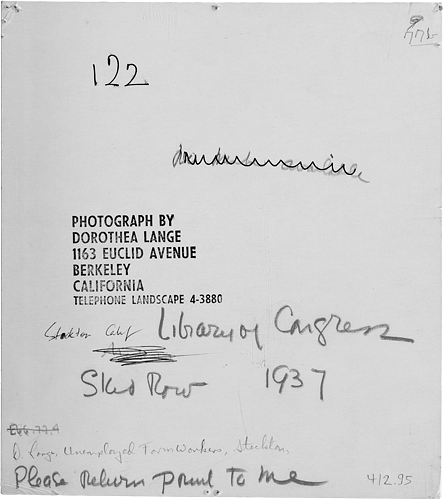 122
PHOTOGRAPH BY
DOROTHEA LANGE
1163 EUCLID AVENUE
BERKELEY
CALIFORNIA
TELEPHONE LANDSCAPE 4-3880
Stockton Calif Library of Congress
Skid Row 1937
D. Lange, Unemployed Farm Workers, Stockton,
Please Return print to me
412.95